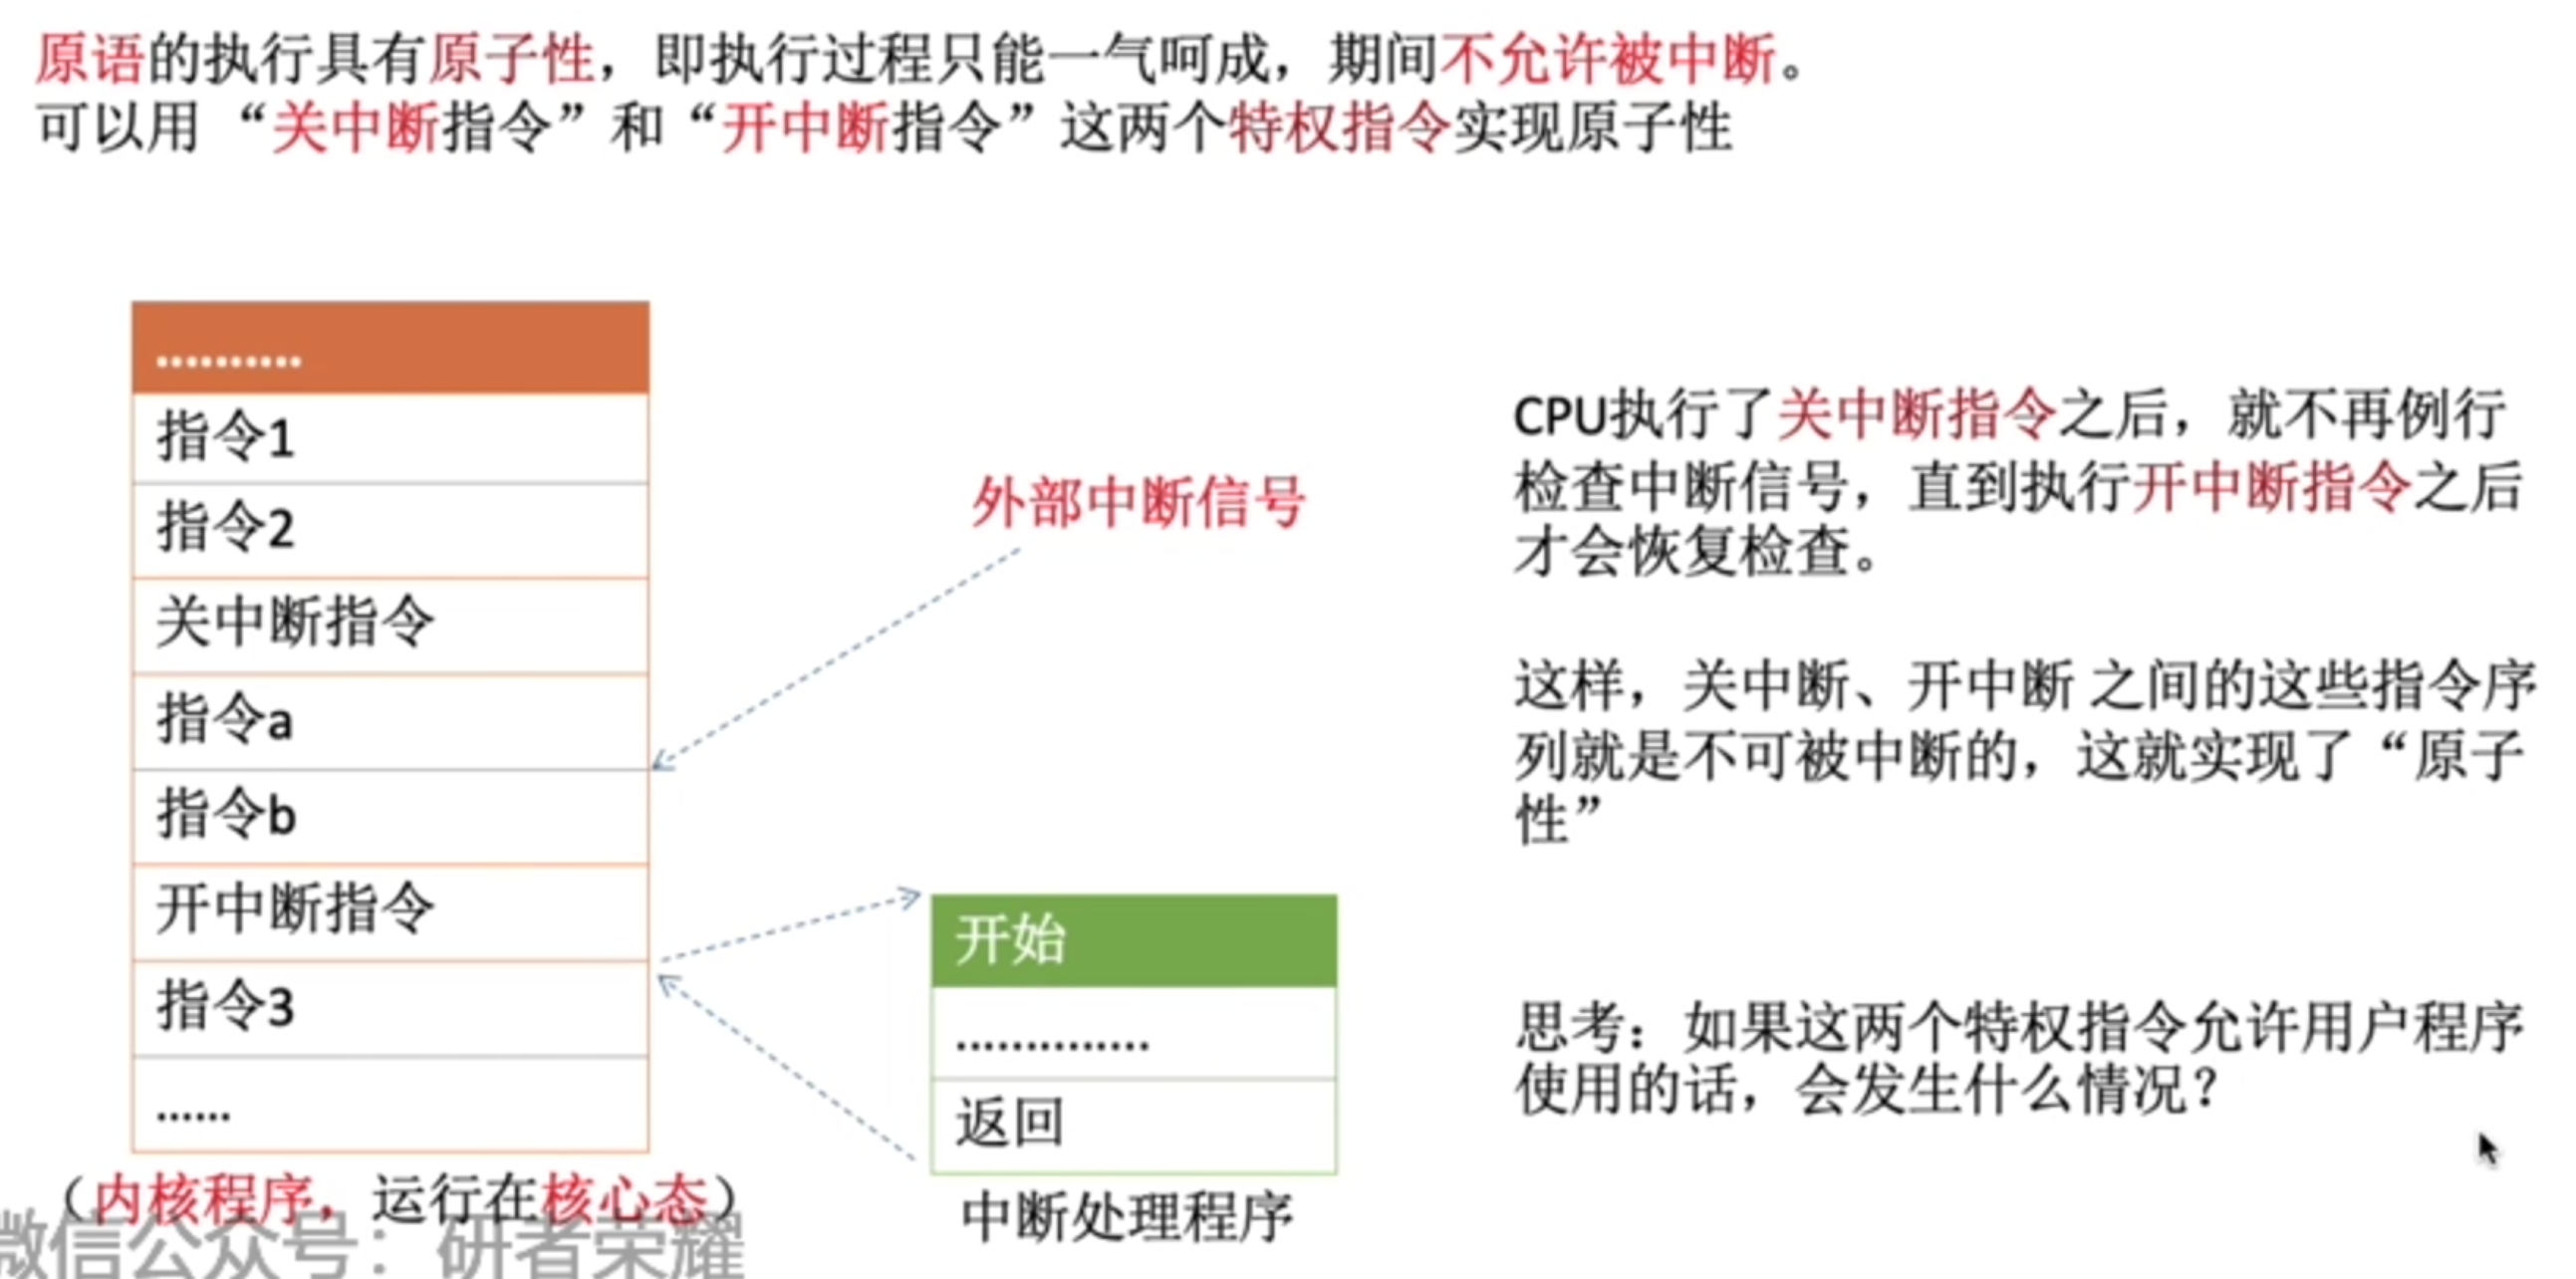 原语的执行具有原子性，即执行过程只能一气呵成，期间不允许被中断。
可以用 “关中断指令”和“开中断指令”这两个特权指令实现原子性
..........
指令1
指令2
关中断指令
指令a
指令b
开中断指令
指令3
......
（内核程序，运行在核心态）
外部中断信号
开始
..............
返回
中断处理程序
CPU执行了关中断指令之后，就不再例行
检查中断信号，直到执行开中断指令之后
才会恢复检查。
这样，关中断、开中断 之间的这些指令序
列就是不可被中断的，这就实现了“原子
性”
思考：如果这两个特权指令允许用户程序
使用的话，会发生什么情况？
微信公众号：研者荣耀